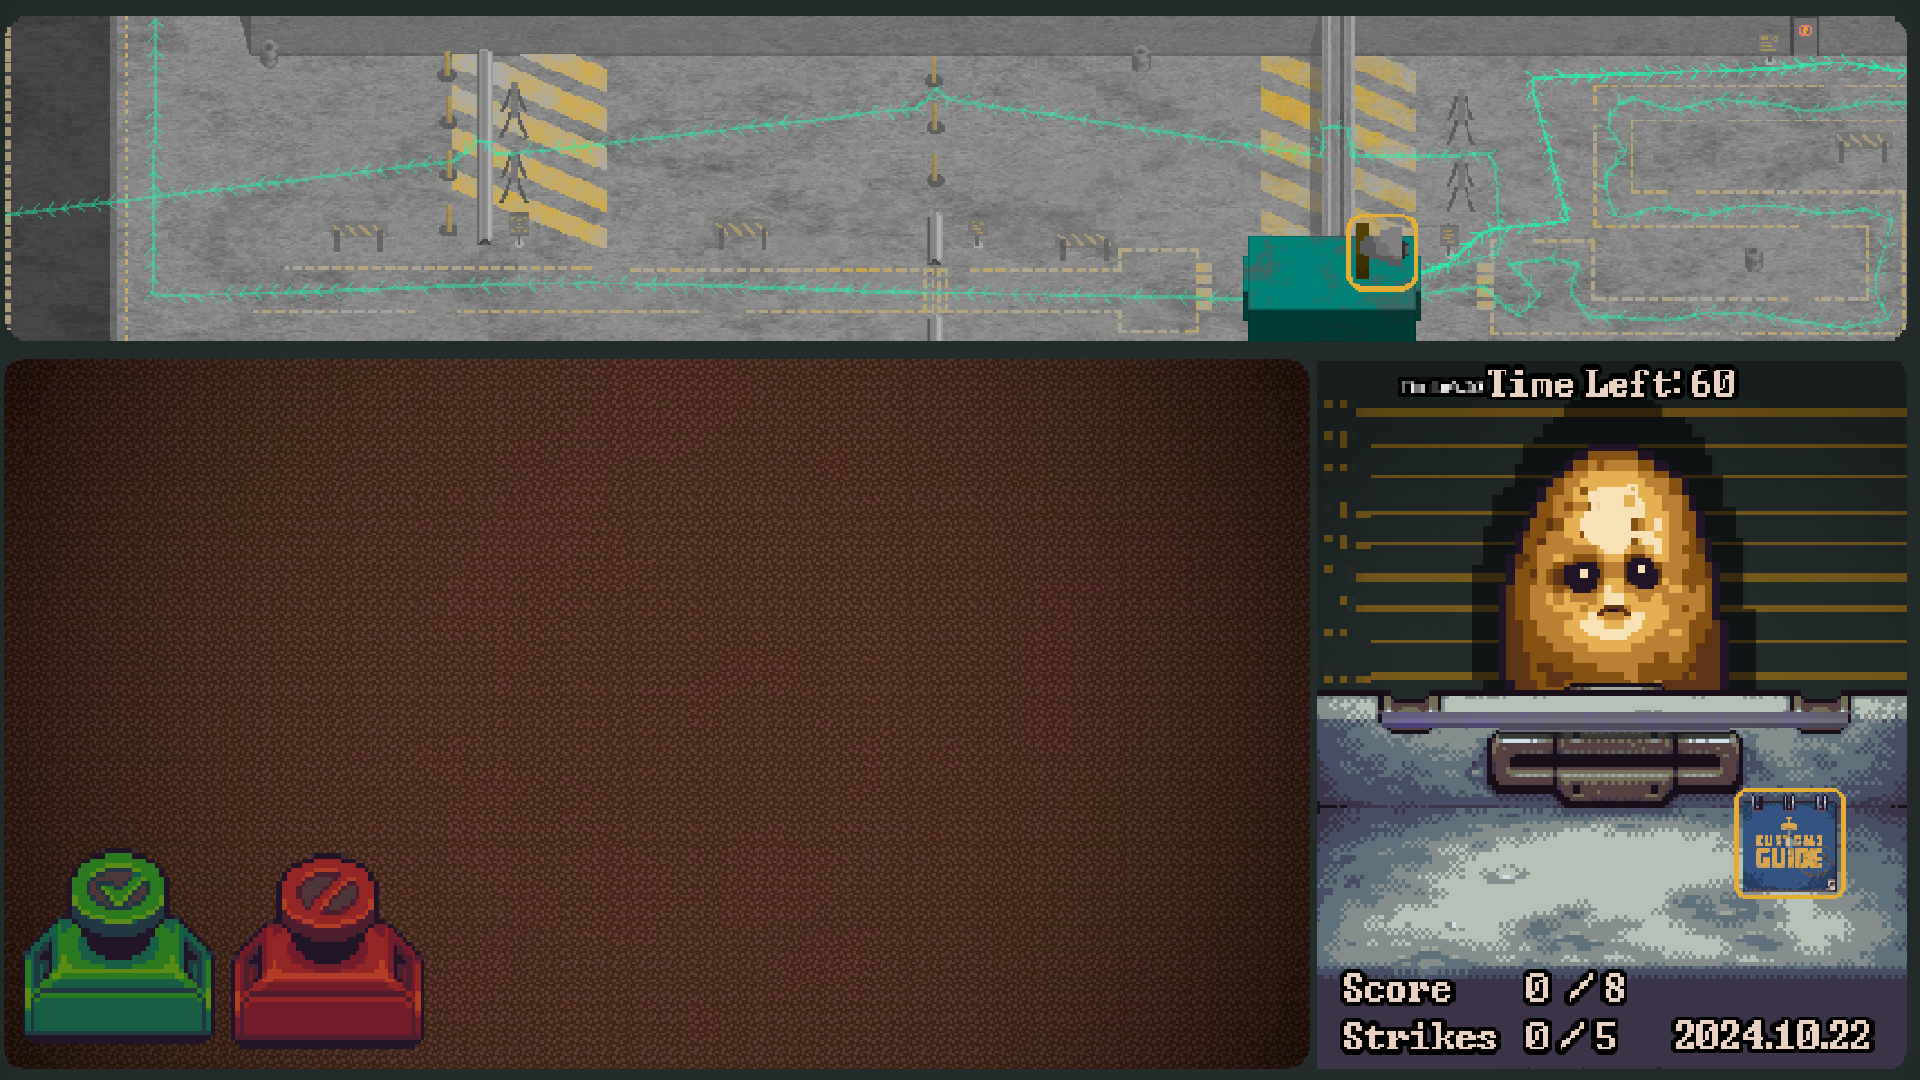 Time Left: 60
CUSTOMS
GUIDE
Score 0 / 8
Strikes 0 / 5
2024.10.22